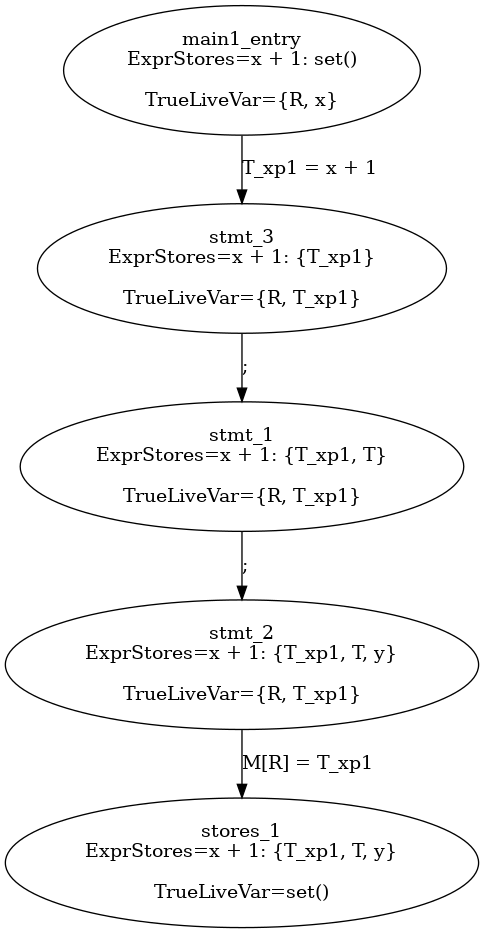 main1_entry
ExprStores=x + 1: set()
TrueLiveVar={R, x}
T_xp1 = x + 1
stmt_3
ExprStores=x + 1: {T_xp1}
TrueLiveVar={R, T_xp1}
;
stmt_1
ExprStores=x + 1: {T_xp1, T}
TrueLiveVar={R, T_xp1}
;
stmt_2
ExprStores=x + 1: {T_xp1, T, y}
TrueLiveVar={R, T_xp1}
M[R] = T_xp1
stores_1
ExprStores=x + 1: {T_xp1, T, y}
TrueLiveVar=set()